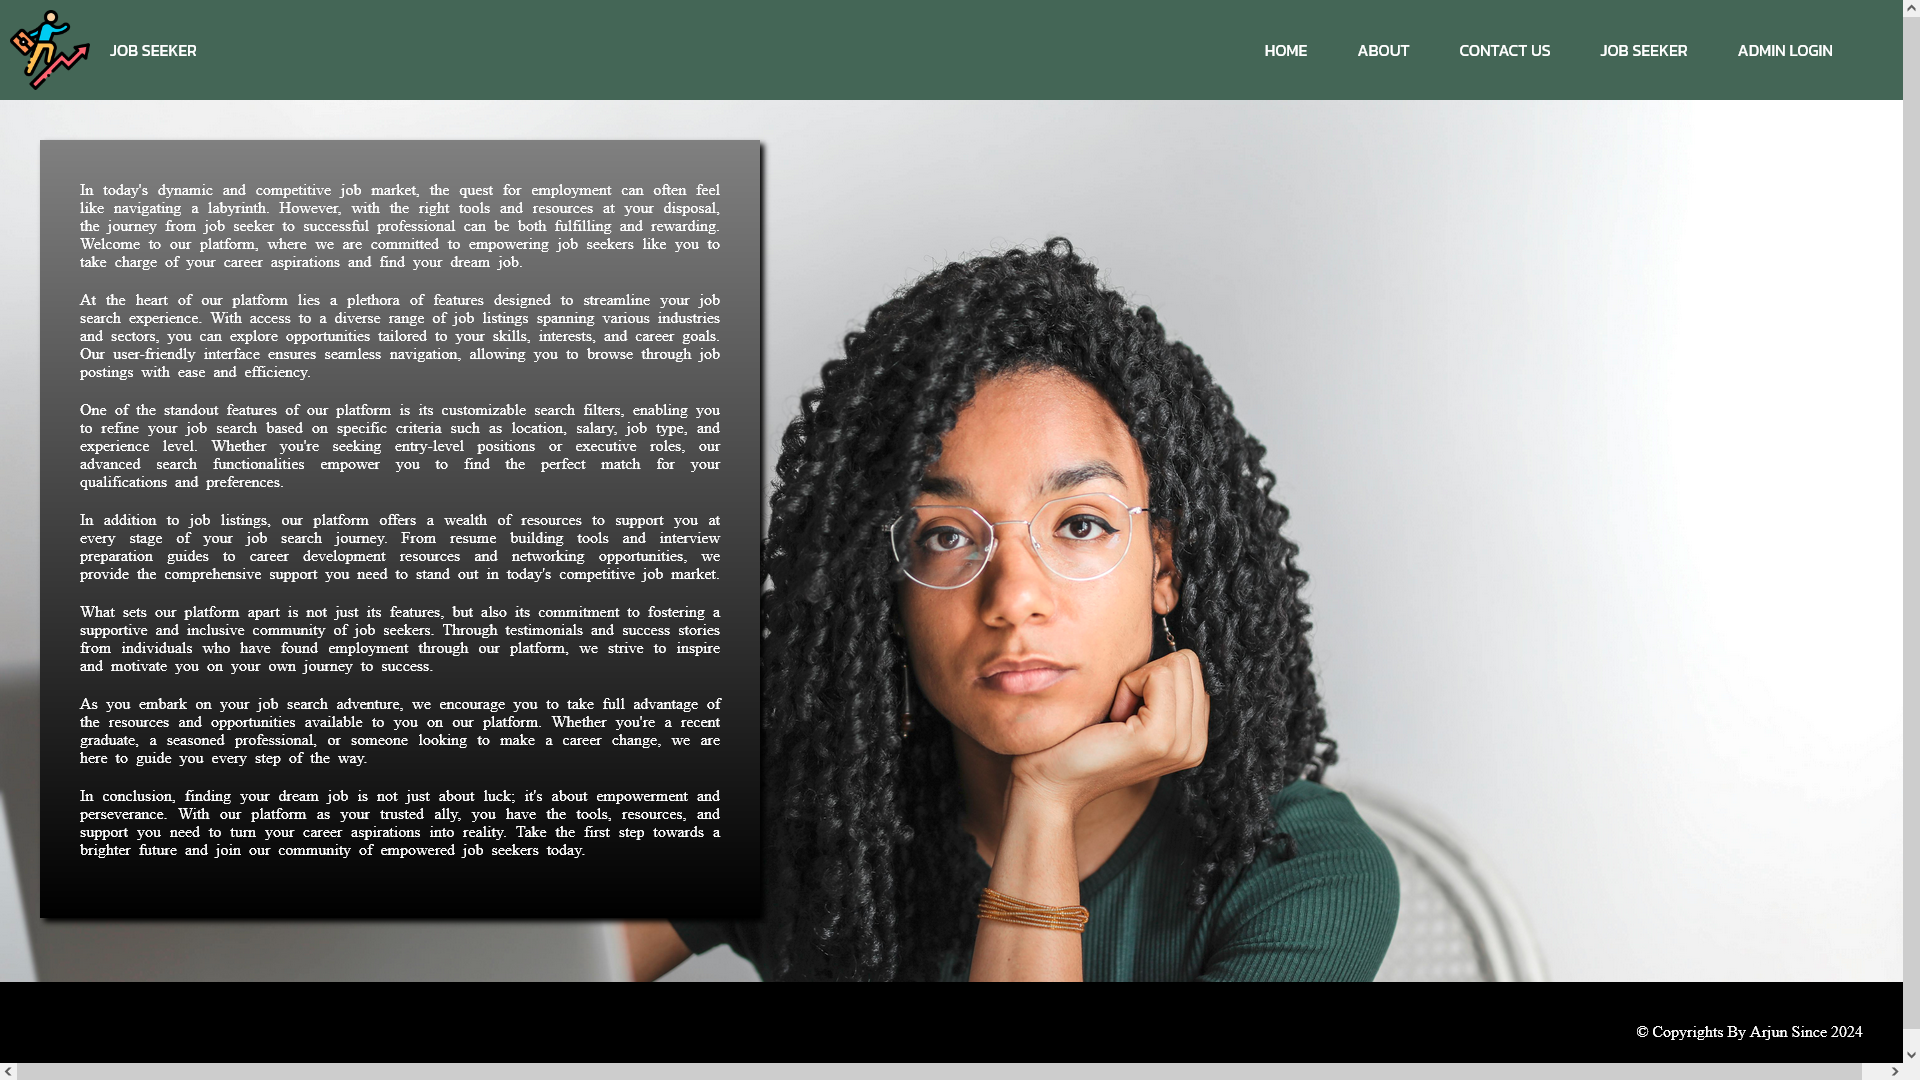 JOB SEEKER
HOME
ABOUT
CONTACT US
JOB SEEKER
ADMIN LOGIN
In today's dynamic and competitive job market, the quest for employment can often feel
like navigating a labyrinth. However, with the right tools and resources at your disposal,
the journey from job seeker to successful professional can be both fulfilling and rewarding.
Welcome to our platform, where we are committed to empowering job seekers like you to
take charge of your career aspirations and find your dream job.
At the heart of our platform lies a plethora of features designed to streamline your job
search experience. With access to a diverse range of job listings spanning various industries
and sectors, you can explore opportunities tailored to your skills, interests, and career goals.
Our user-friendly interface ensures seamless navigation, allowing you to browse through job
postings with ease and efficiency.
One of the standout features of our platform is its customizable search filters, enabling you
to refine your job search based on specific criteria such as location, salary, job type, and
experience level. Whether you're seeking entry-level positions or executive roles, our
advanced search functionalities empower you to find the perfect match for your
qualifications and preferences.
In addition to job listings, our platform offers a wealth of resources to support you at
every stage of your job search journey. From resume building tools and interview
preparation guides to career development resources and networking opportunities, we
provide the comprehensive support you need to stand out in today's competitive job market.
What sets our platform apart is not just its features, but also its commitment to fostering a
supportive and inclusive community of job seekers. Through testimonials and success stories
from individuals who have found employment through our platform, we strive to inspire
and motivate you on your own journey to success.
As you embark on your job search adventure, we encourage you to take full advantage of
the resources and opportunities available to you on our platform. Whether you're a recent
graduate, a seasoned professional, or someone looking to make a career change, we are
here to guide you every step of the way.
In conclusion, finding your dream job is not just about luck; it's about empowerment and
perseverance. With our platform as your trusted ally, you have the tools, resources, and
support you need to turn your career aspirations into reality. Take the first step towards a
brighter future and join our community of empowered job seekers today.
© Copyrights By Arjun Since 2024